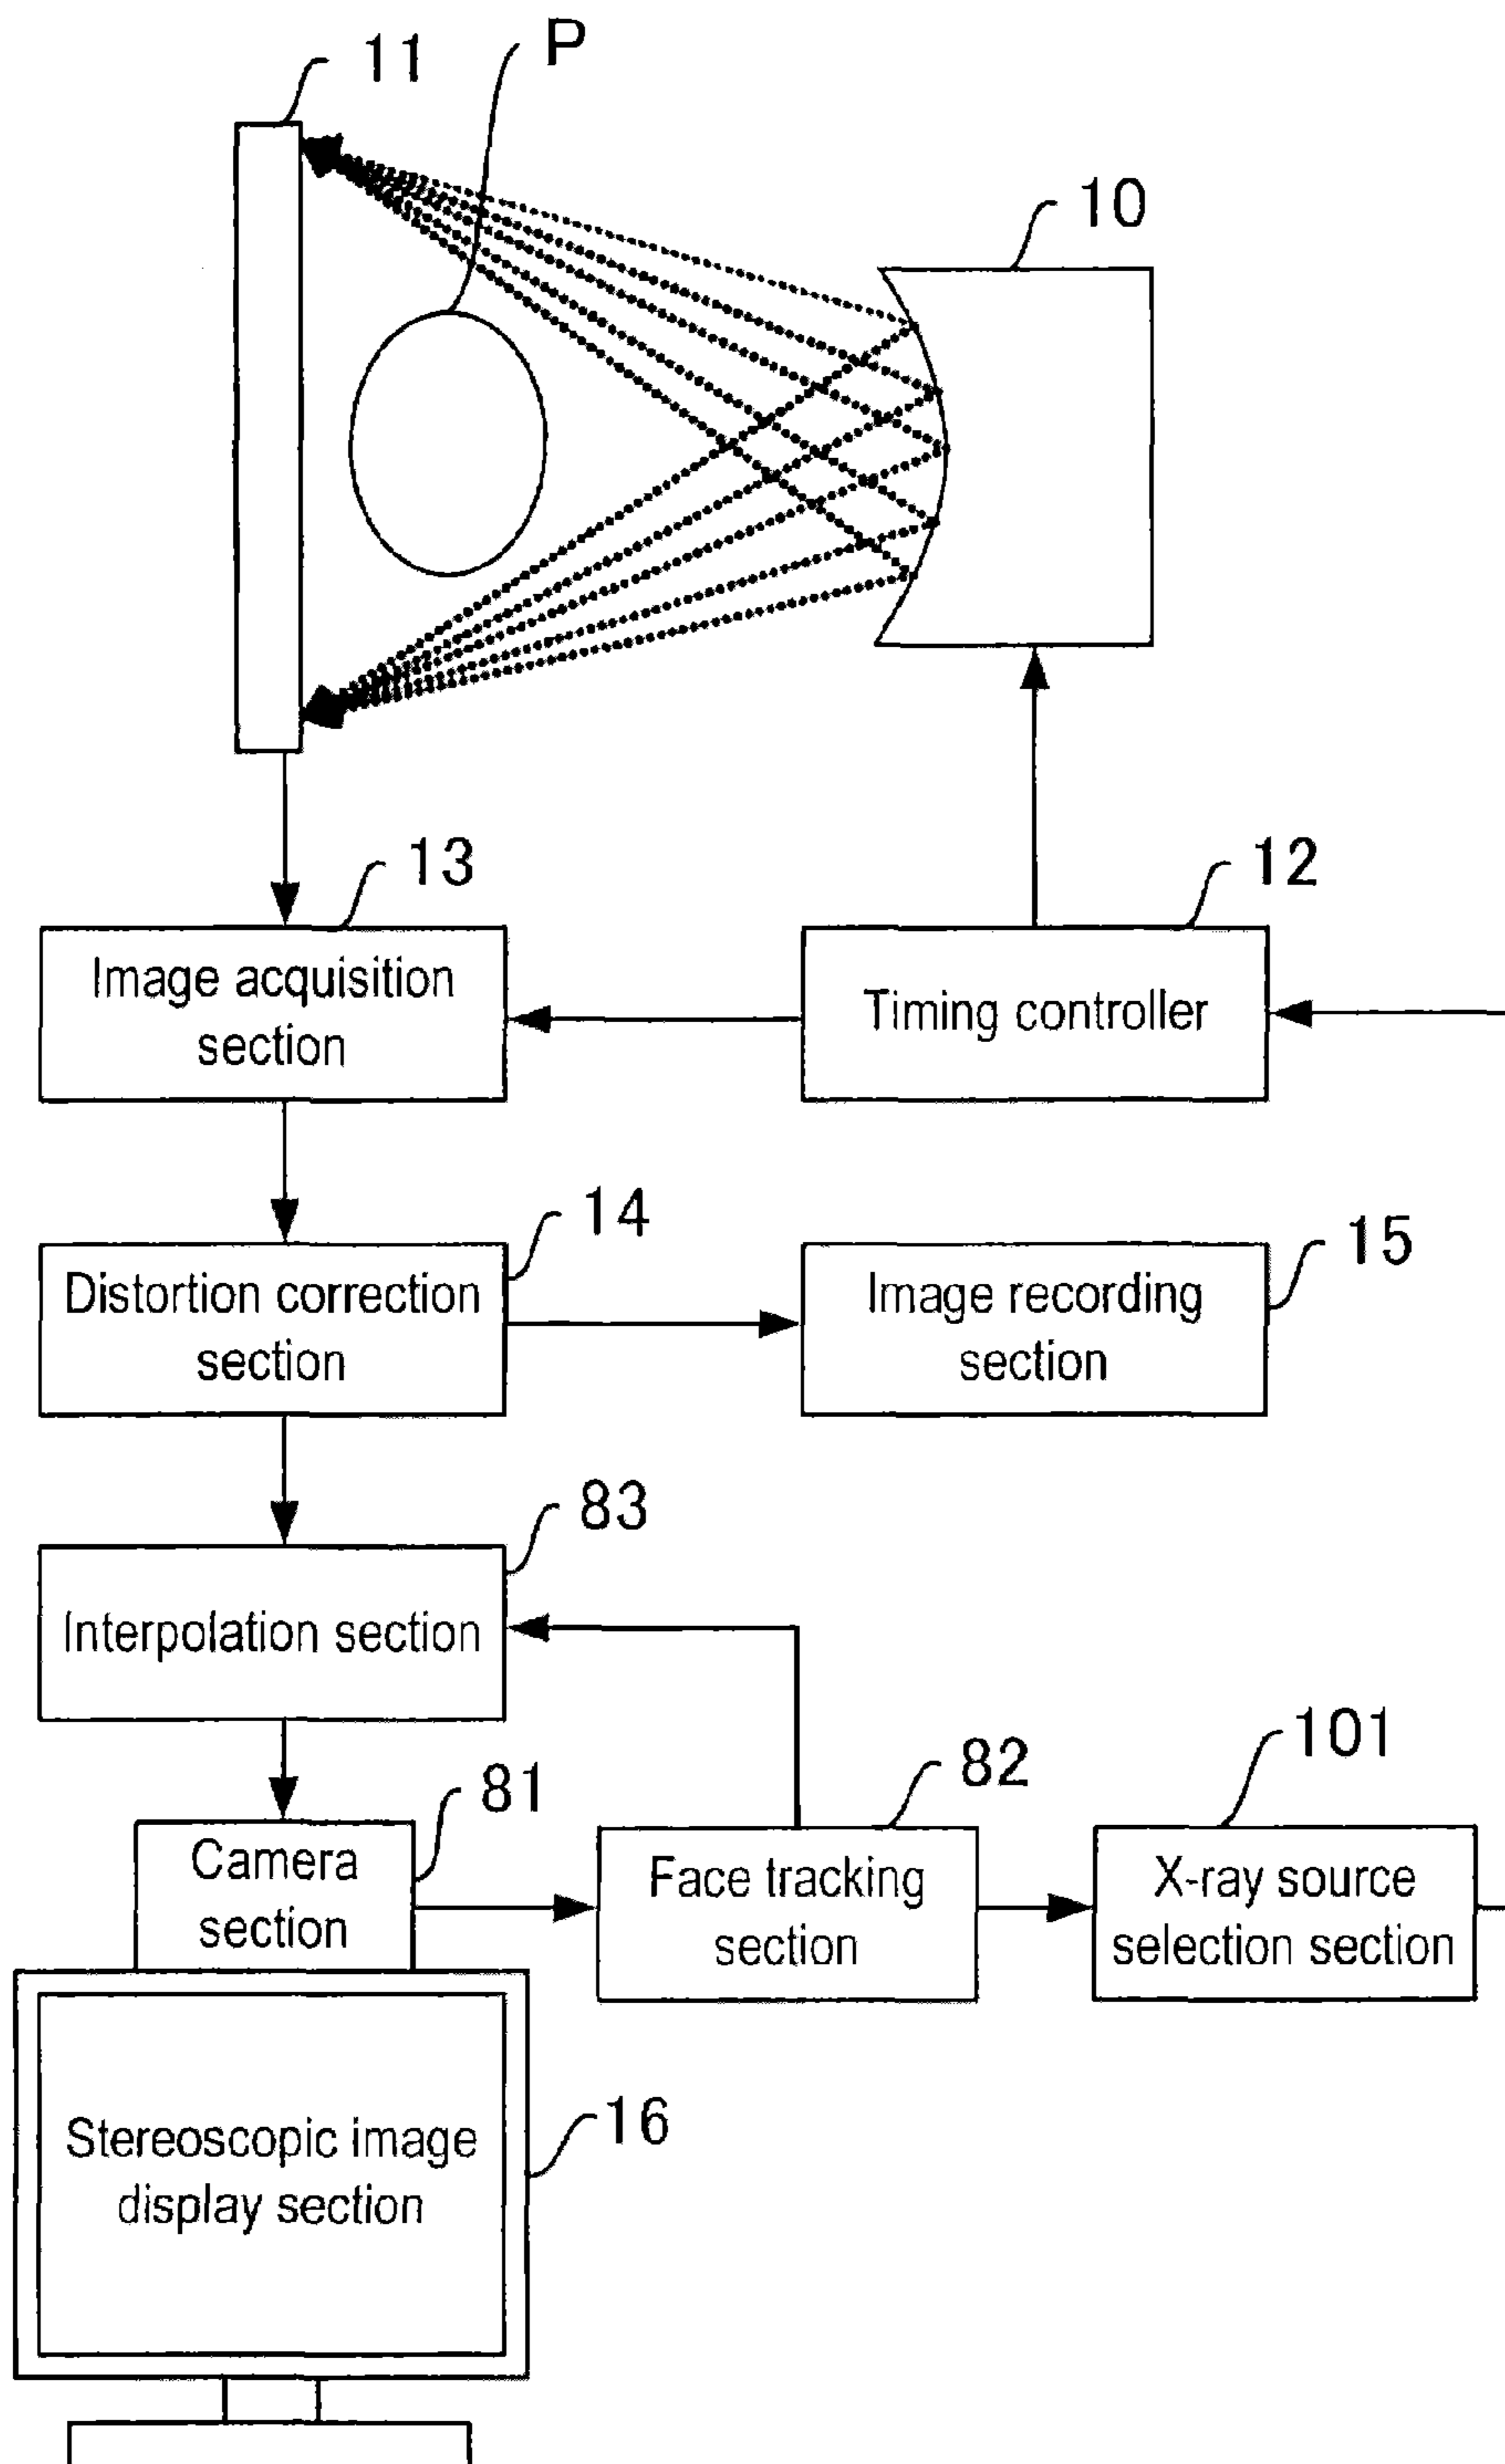 P
11
10
13
12
Image acquisition
section
Timing controller
14
15
Distortion correction
section
Image recording
section
83
Interpolation section
101
82
81
Camera
section
Face tracking
section
X-ray source
selection section
16
Stereoscopic image
display section